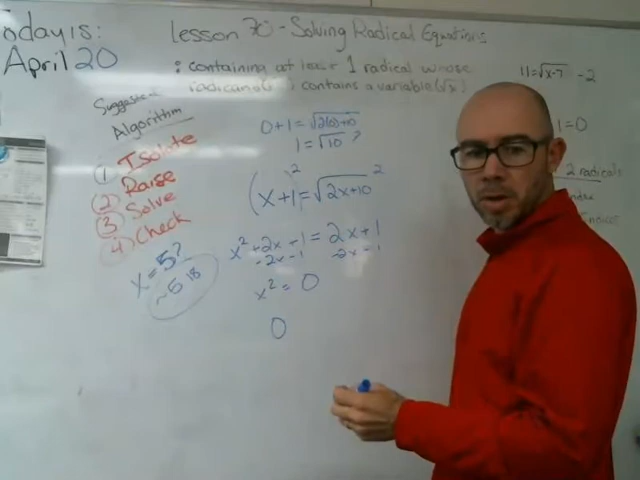 Today is:
April 20
Lesson 70 - Solving Radical Equations
: containing at least 1 radical whose
radicand contains a variable (√x)
11 = √x-7 - 2
Suggested
Algorithm
① Isolate
② Raise
③ Solve
④ Check
x = 5?
0+1 = √2(0)+10
1 = √10 ?
(x+1)² = √2x+10 ²
x² + 2x + 1 = 2x + 1
-2x -1 -2x -1
x² = 0
0
1 = 0
2 radicals